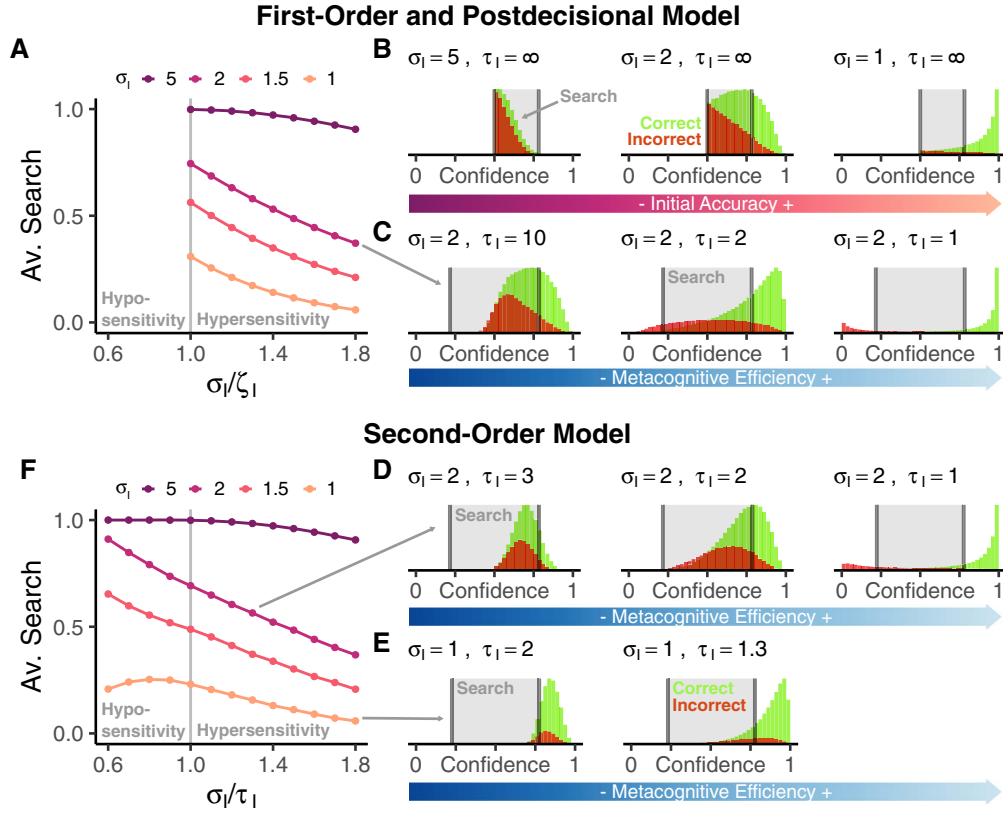 First-Order and Postdecisional Model
A
σI 5 2 1.5 1
1.0
0.5
0.0
Av. Search
Hypo-
sensitivity
Hypersensitivity
0.6 1.0 1.4 1.8
σI/ζI
B
σI = 5 , τI = ∞
Search
0 Confidence 1
σI = 2 , τI = ∞
Correct
Incorrect
0 Confidence 1
σI = 1 , τI = ∞
0 Confidence 1
- Initial Accuracy +
C
σI = 2 , τI = 10
0 Confidence 1
σI = 2 , τI = 2
Search
0 Confidence 1
σI = 2 , τI = 1
0 Confidence 1
- Metacognitive Efficiency +
Second-Order Model
F
σI 5 2 1.5 1
1.0
0.5
0.0
Av. Search
Hypo-
sensitivity
Hypersensitivity
0.6 1.0 1.4 1.8
σI/τI
D
σI = 2 , τI = 3
Search
0 Confidence 1
σI = 2 , τI = 2
0 Confidence 1
σI = 2 , τI = 1
0 Confidence 1
- Metacognitive Efficiency +
E
σI = 1 , τI = 2
Search
0 Confidence 1
σI = 1 , τI = 1.3
Correct
Incorrect
0 Confidence 1
- Metacognitive Efficiency +